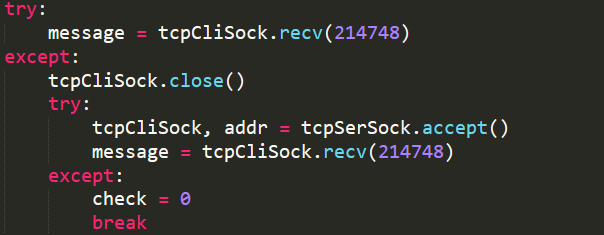 try:
    message = tcpCliSock.recv(214748)
except:
    tcpCliSock.close()
    try:
        tcpCliSock, addr = tcpSerSock.accept()
        message = tcpCliSock.recv(214748)
    except:
        check = 0
        break